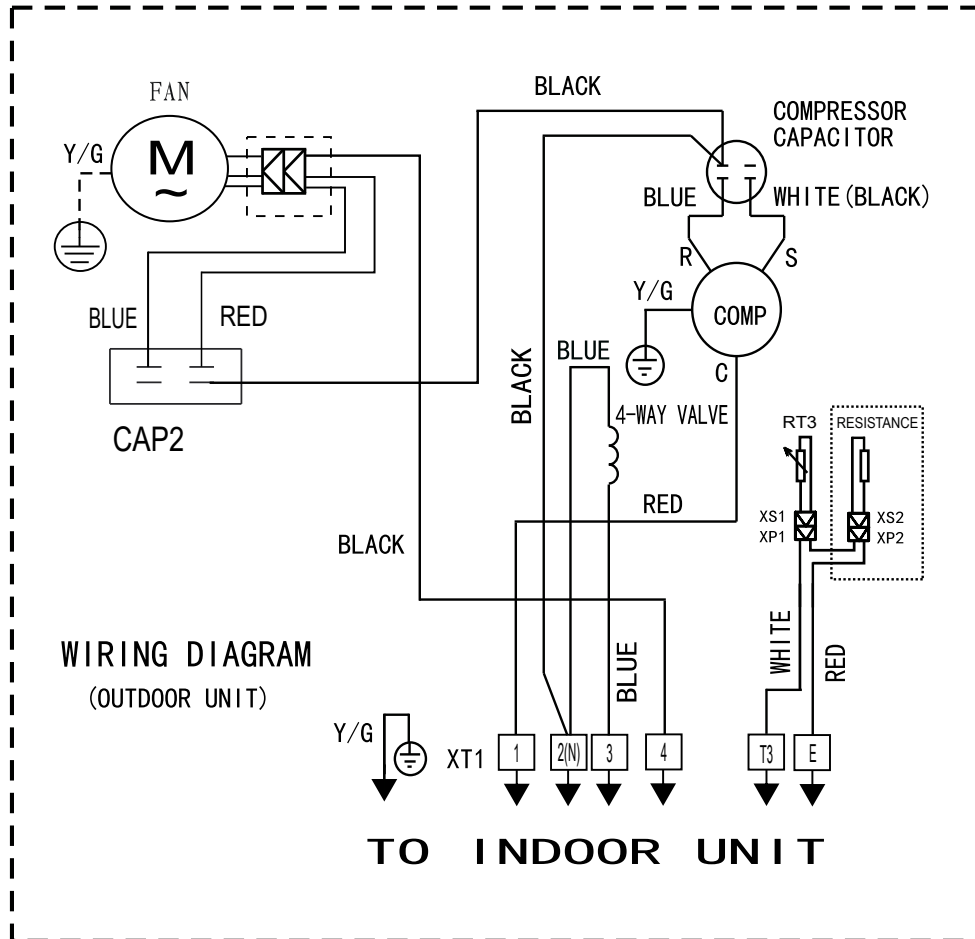 BLACK
FAN
COMPRESSOR
CAPACITOR
M
~
Y/G
BLUE
WHITE(BLACK)
R
S
Y/G
COMP
BLUE
RED
BLACK
BLUE
C
4-WAY VALVE
CAP2
RT3
RESISTANCE
RED
XS1
XS2
XP1
XP2
BLACK
WIRING DIAGRAM
(OUTDOOR UNIT)
BLUE
WHITE
RED
Y/G
XT1
1
2(N)
3
4
T3
E
TO INDOOR UNIT